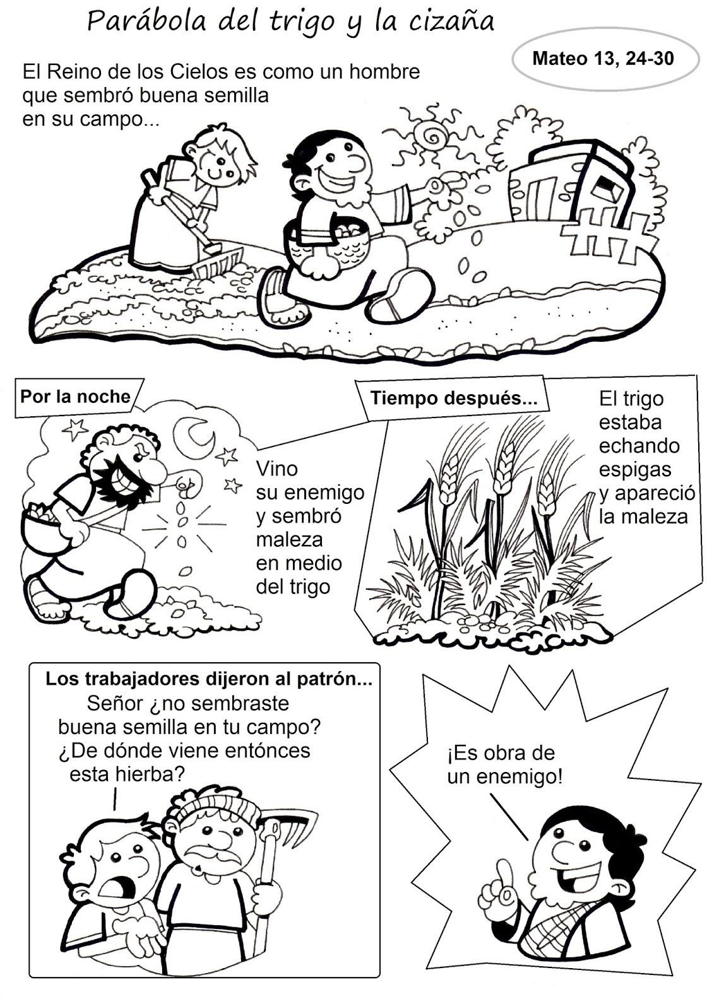 Parábola del trigo y la cizaña
Mateo 13, 24-30
El Reino de los Cielos es como un hombre
que sembró buena semilla
en su campo...
Por la noche
Vino
su enemigo
y sembró
maleza
en medio
del trigo
Tiempo después...
El trigo
estaba
echando
espigas
y apareció
la maleza
Los trabajadores dijeron al patrón...
Señor ¿no sembraste
buena semilla en tu campo?
¿De dónde viene entónces
esta hierba?
¡Es obra de
un enemigo!